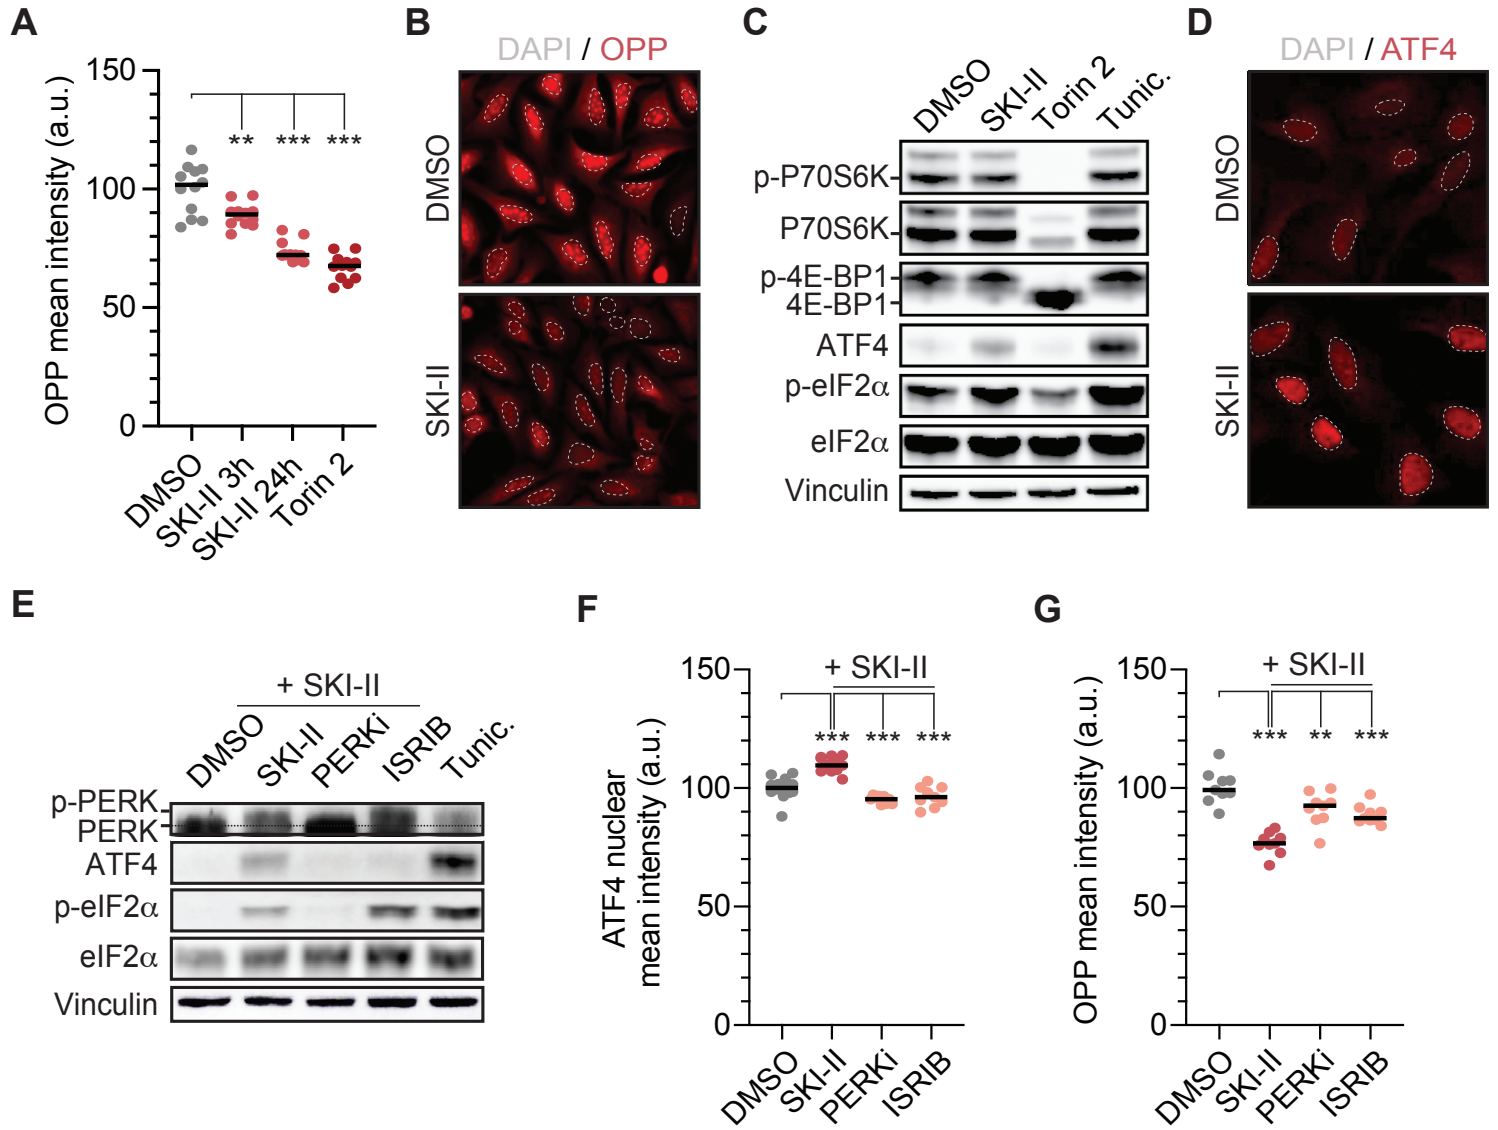 A
OPP mean intensity (a.u.)
150
100
50
0
**
***
***
DMSO
SKI-II 3h
SKI-II 24h
Torin 2
B
DAPI / OPP
DMSO
SKI-II
C
DMSO
SKI-II
Torin 2
Tunic.
p-P70S6K
P70S6K
p-4E-BP1
4E-BP1
ATF4
p-eIF2α
eIF2α
Vinculin
D
DAPI / ATF4
DMSO
SKI-II
E
+ SKI-II
DMSO
SKI-II
PERKi
ISRIB
Tunic.
p-PERK
PERK
ATF4
p-eIF2α
eIF2α
Vinculin
F
ATF4 nuclear
mean intensity (a.u.)
150
100
50
0
+ SKI-II
***
***
***
DMSO
SKI-II
PERKi
ISRIB
G
OPP mean intensity (a.u.)
150
100
50
0
+ SKI-II
***
**
***
DMSO
SKI-II
PERKi
ISRIB